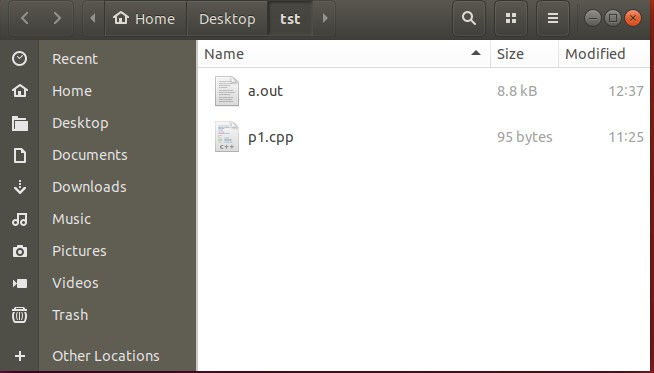 Home Desktop tst
Name Size Modified
Recent
Home
Desktop
Documents
Downloads
Music
Pictures
Videos
Trash
Other Locations
a.out 8.8 kB 12:37
p1.cpp 95 bytes 11:25
C++